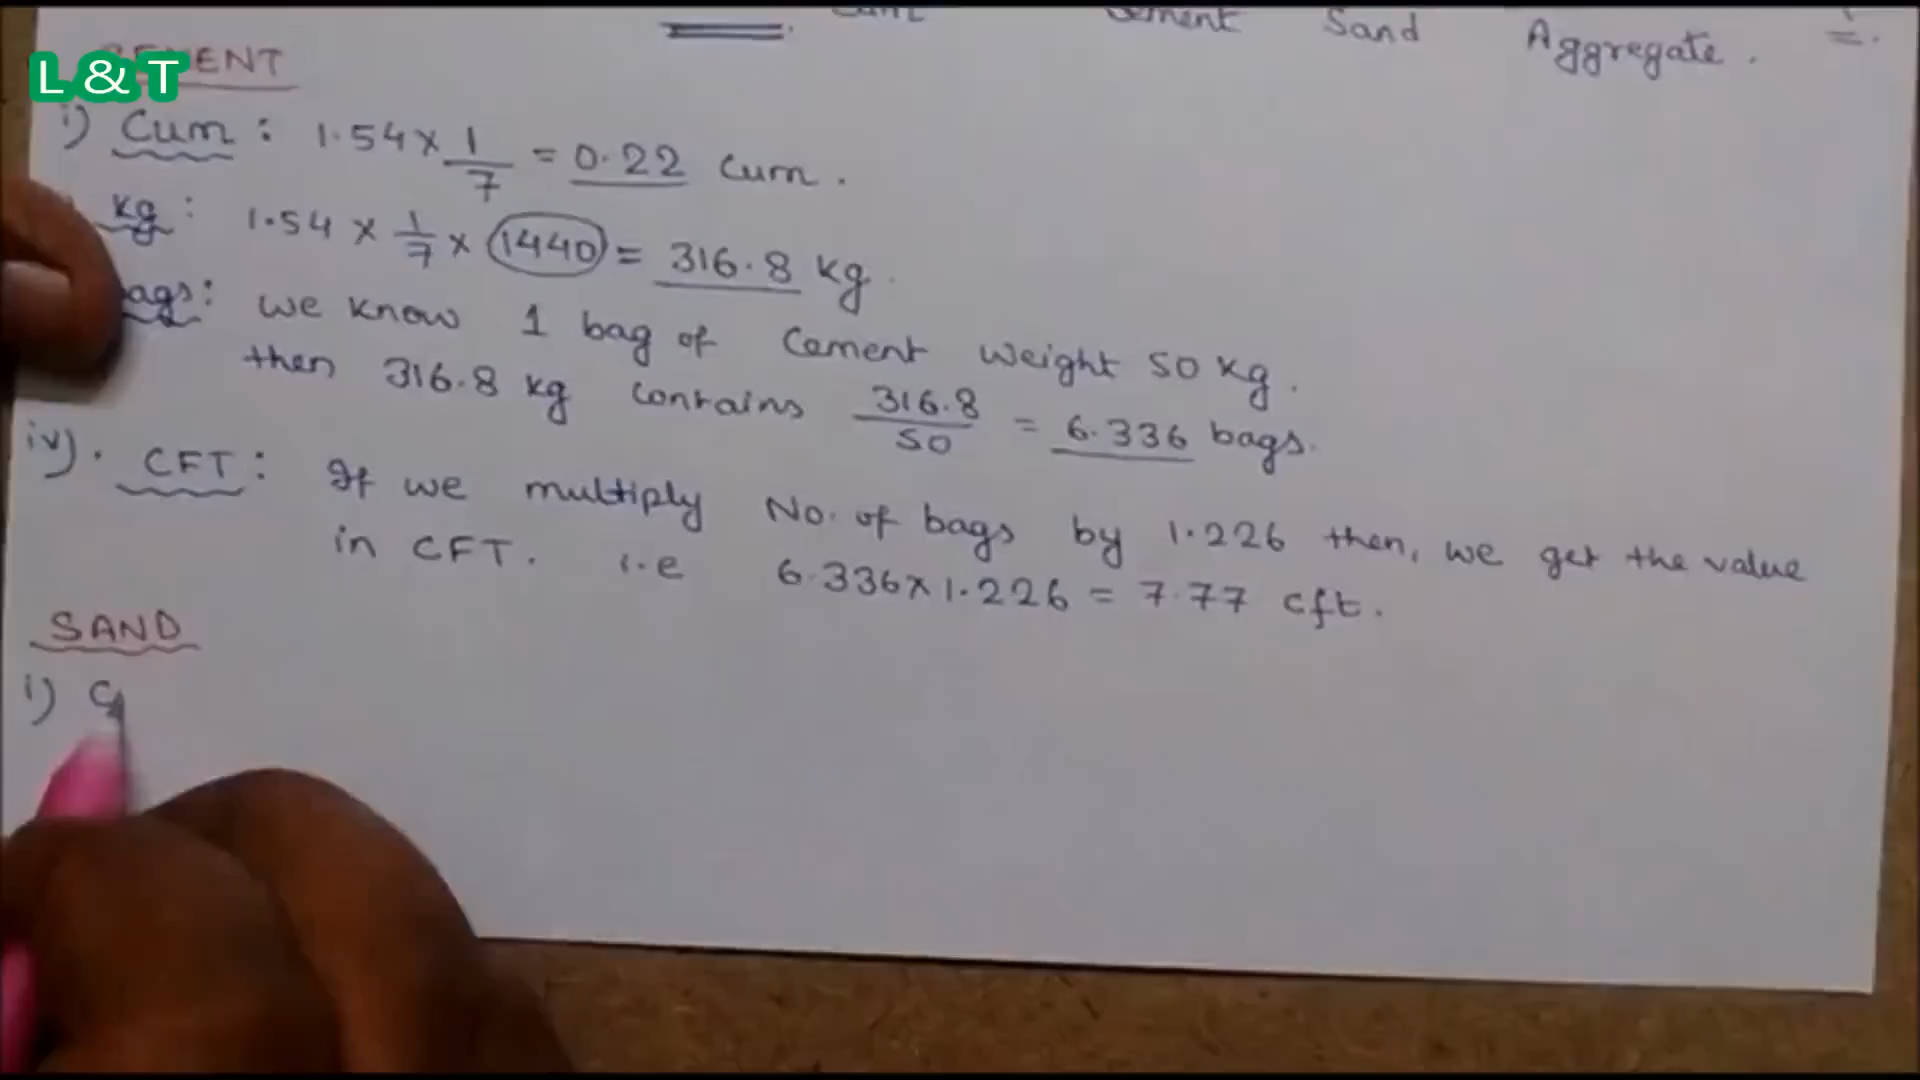 Sand Aggregate.
L & T
i) Cum : 1.54 x 1/7 = 0.22 cum.
kg : 1.54 x 1/7 x 1440 = 316.8 kg.
bags: we know 1 bag of cement weight 50 kg.
then 316.8 kg contains 316.8/50 = 6.336 bags.
iv). CFT : If we multiply No. of bags by 1.226 then, we get the value
in CFT. i.e 6.336x1.226 = 7.77 cft.
SAND
i) C